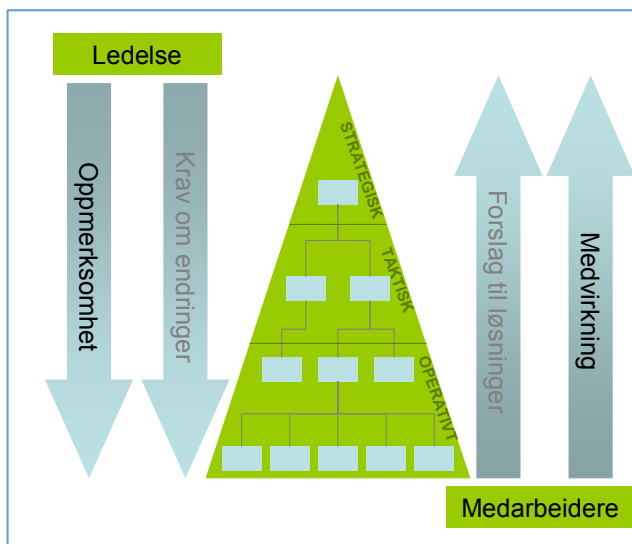 Ledelse
Oppmerksomhet
Krav om endringer
STRATEGISK
TAKTISK
OPERATIVT
Forslag til løsninger
Medvirkning
Medarbeidere